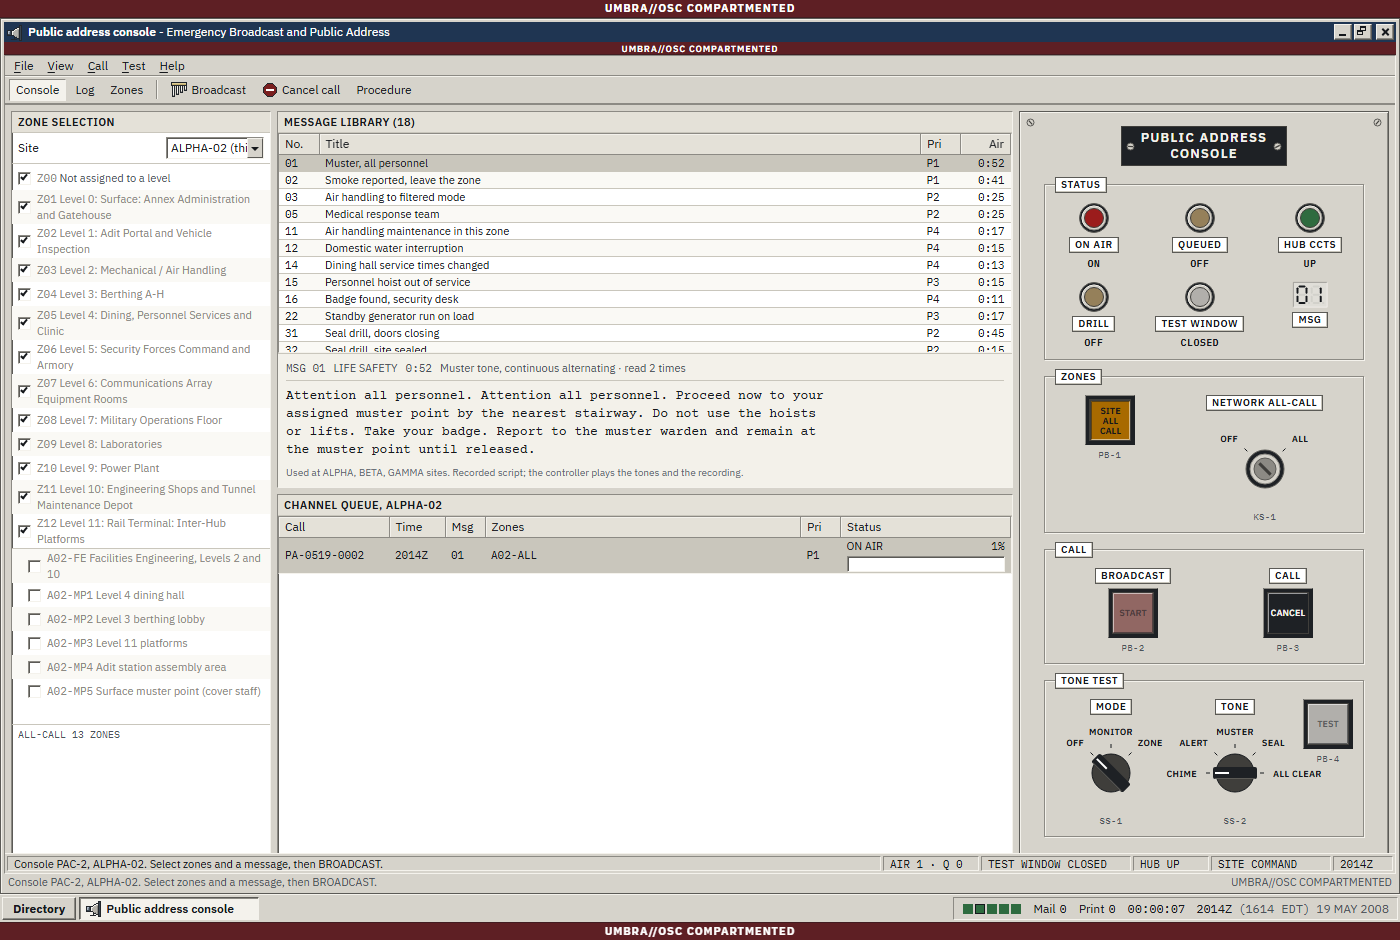 UMBRA//OSC COMPARTMENTED
Public address console - Emergency Broadcast and Public Address
UMBRA//OSC COMPARTMENTED
File View Call Test Help
Console Log Zones Broadcast Cancel call Procedure
ZONE SELECTION
Site ALPHA-02 (thi
Z00 Not assigned to a level
Z01 Level 0: Surface: Annex Administration
and Gatehouse
Z02 Level 1: Adit Portal and Vehicle
Inspection
Z03 Level 2: Mechanical / Air Handling
Z04 Level 3: Berthing A-H
Z05 Level 4: Dining, Personnel Services and
Clinic
Z06 Level 5: Security Forces Command and
Armory
Z07 Level 6: Communications Array
Equipment Rooms
Z08 Level 7: Military Operations Floor
Z09 Level 8: Laboratories
Z10 Level 9: Power Plant
Z11 Level 10: Engineering Shops and Tunnel
Maintenance Depot
Z12 Level 11: Rail Terminal: Inter-Hub
Platforms
A02-FE Facilities Engineering, Levels 2 and
10
A02-MP1 Level 4 dining hall
A02-MP2 Level 3 berthing lobby
A02-MP3 Level 11 platforms
A02-MP4 Adit station assembly area
A02-MP5 Surface muster point (cover staff)
ALL-CALL 13 ZONES
MESSAGE LIBRARY (18)
No. Title Pri Air
01 Muster, all personnel P1 0:52
02 Smoke reported, leave the zone P1 0:41
03 Air handling to filtered mode P2 0:25
05 Medical response team P2 0:25
11 Air handling maintenance in this zone P4 0:17
12 Domestic water interruption P4 0:15
14 Dining hall service times changed P4 0:13
15 Personnel hoist out of service P3 0:15
16 Badge found, security desk P4 0:11
22 Standby generator run on load P3 0:17
31 Seal drill, doors closing P2 0:45
32 Seal drill, site sealed P2 0:15
MSG 01 LIFE SAFETY 0:52 Muster tone, continuous alternating · read 2 times
Attention all personnel. Attention all personnel. Proceed now to your
assigned muster point by the nearest stairway. Do not use the hoists
or lifts. Take your badge. Report to the muster warden and remain at
the muster point until released.
Used at ALPHA, BETA, GAMMA sites. Recorded script; the controller plays the tones and the recording.
CHANNEL QUEUE, ALPHA-02
Call Time Msg Zones Pri Status
PA-0519-0002 2014Z 01 A02-ALL P1 ON AIR 1%
PUBLIC ADDRESS
CONSOLE
STATUS
ON AIR QUEUED HUB CCTS
ON OFF UP
01
DRILL TEST WINDOW MSG
OFF CLOSED
ZONES
SITE
ALL
CALL
PB-1
NETWORK ALL-CALL
OFF ALL
KS-1
CALL
BROADCAST CALL
START CANCEL
PB-2 PB-3
TONE TEST
MODE TONE
OFF MONITOR ZONE
CHIME ALERT MUSTER SEAL ALL CLEAR
TEST
PB-4
SS-1 SS-2
Console PAC-2, ALPHA-02. Select zones and a message, then BROADCAST.
AIR 1 · Q 0 TEST WINDOW CLOSED HUB UP SITE COMMAND 2014Z
Console PAC-2, ALPHA-02. Select zones and a message, then BROADCAST.
UMBRA//OSC COMPARTMENTED
Directory Public address console Mail 0 Print 0 00:00:07 2014Z (1614 EDT) 19 MAY 2008
UMBRA//OSC COMPARTMENTED